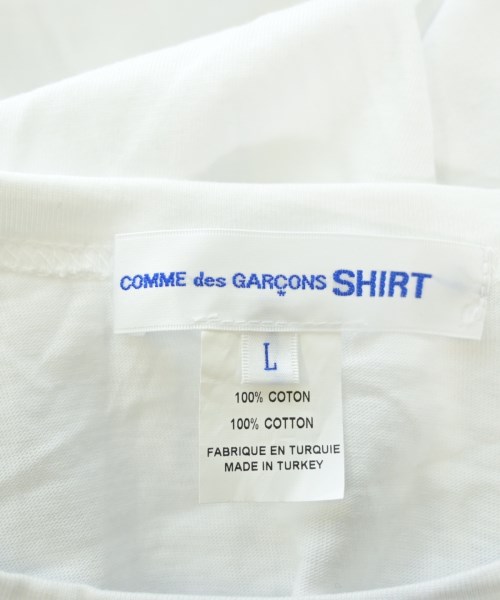 COMME des GARÇONS SHIRT
L
100% COTON
100% COTTON
FABRIQUE EN TURQUIE
MADE IN TURKEY